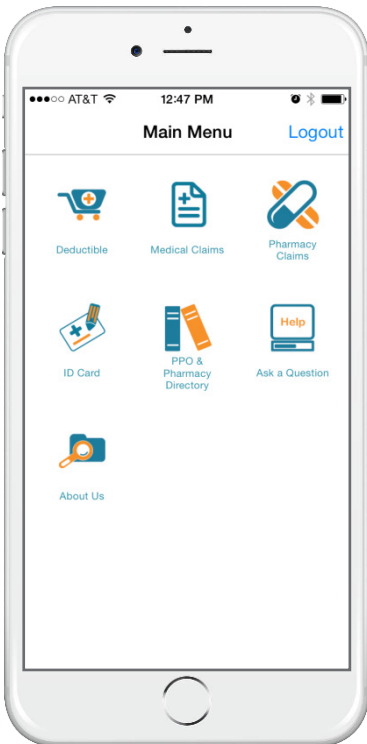 AT&T 12:47 PM
Main Menu Logout
Deductible
Medical Claims
Pharmacy
Claims
ID Card
PPO &
Pharmacy
Directory
Help
Ask a Question
About Us